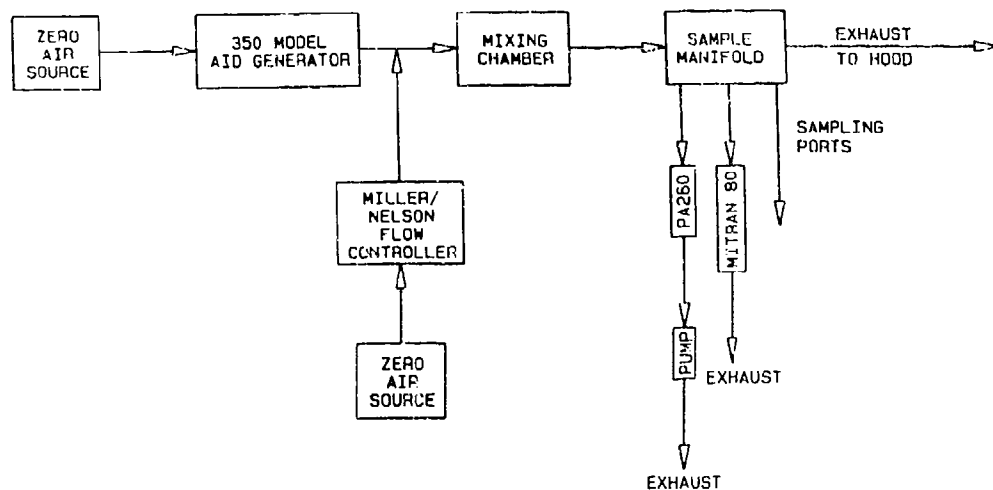 ZERO
AIR
SOURCE
350 MODEL
AID GENERATOR
MIXING
CHAMBER
SAMPLE
MANIFOLD
EXHAUST
TO HOOD
SAMPLING
PORTS
MILLER/
NELSON
FLOW
CONTROLLER
PA260
MITRAN 80
ZERO
AIR
SOURCE
PUMP
EXHAUST
EXHAUST